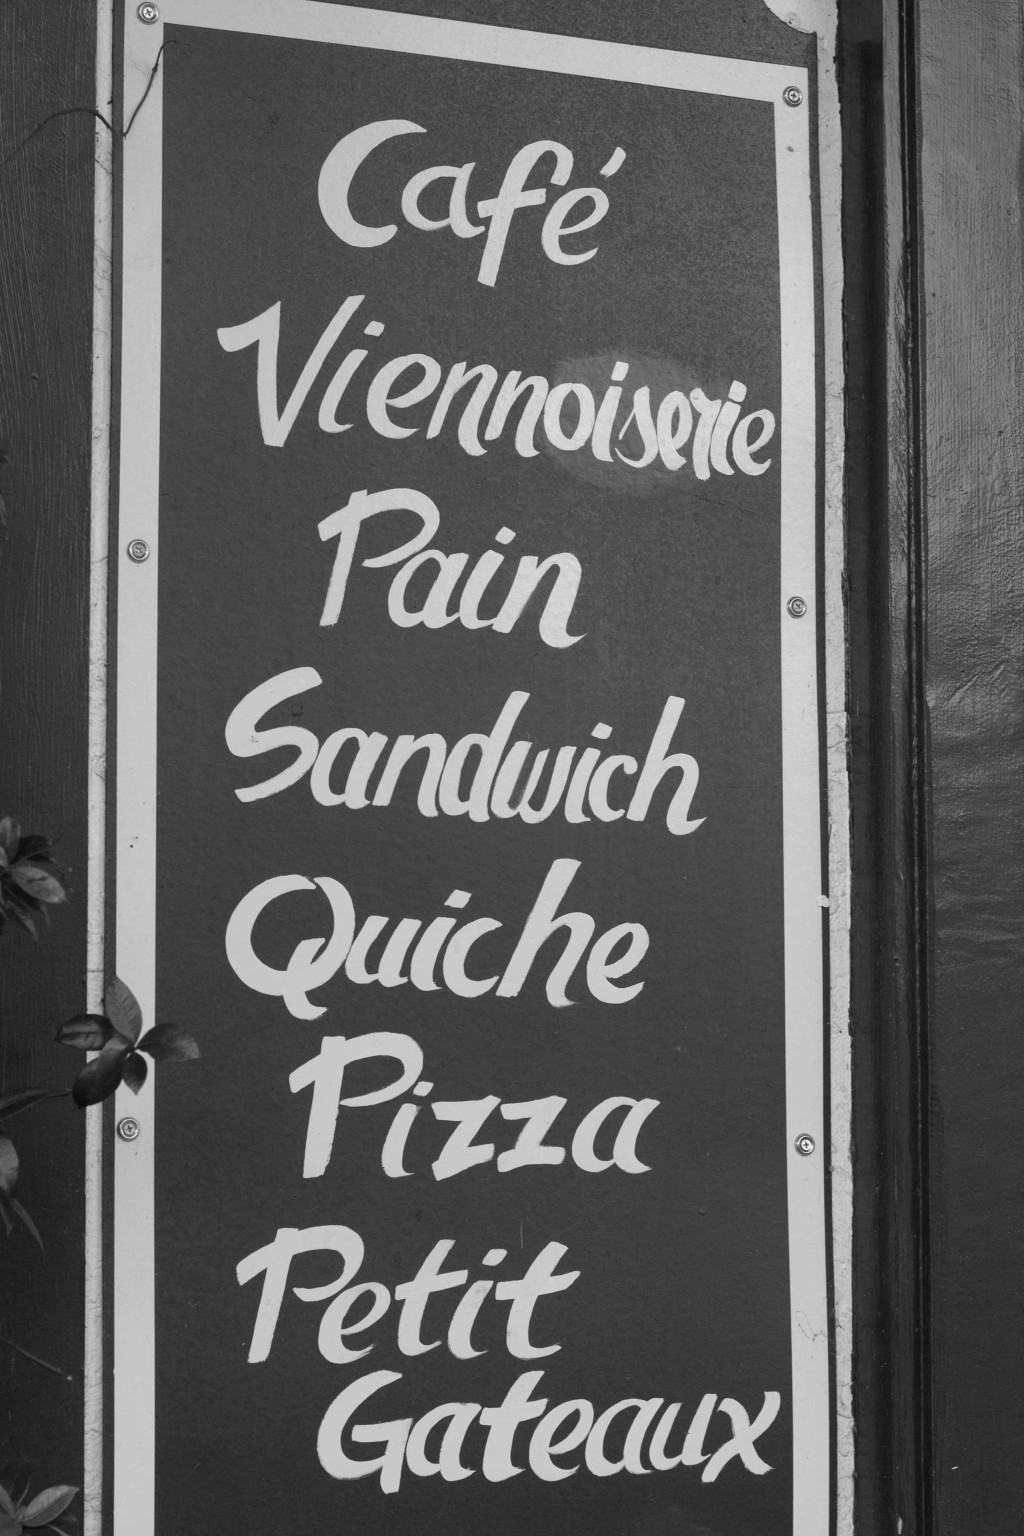 Café
Viennoiserie
Pain
Sandwich
Quiche
Pizza
Petit
Gateaux